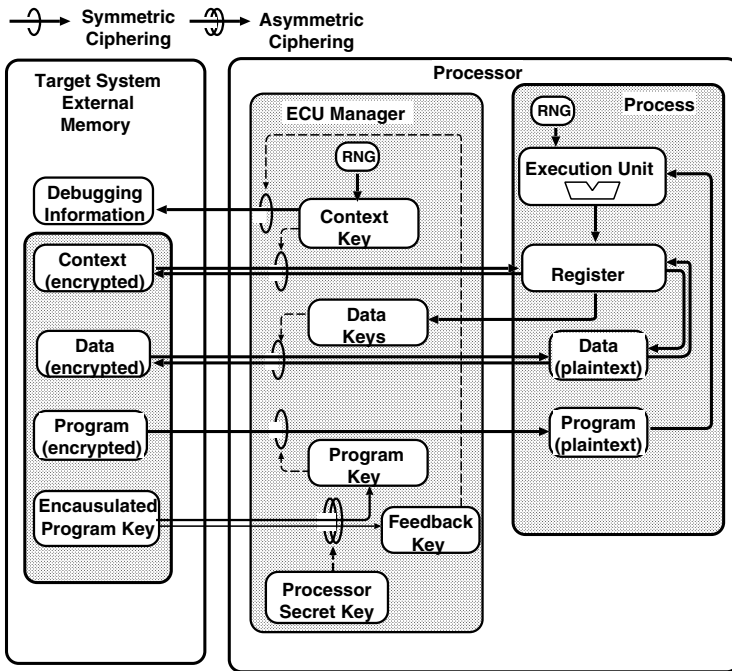 Symmetric
Ciphering
Asymmetric
Ciphering
Target System
External
Memory
Debugging
Information
Context
(encrypted)
Data
(encrypted)
Program
(encrypted)
Encausulated
Program Key
Processor
ECU Manager
RNG
Context
Key
Data
Keys
Program
Key
Feedback
Key
Processor
Secret Key
Process
RNG
Execution Unit
Register
Data
(plaintext)
Program
(plaintext)